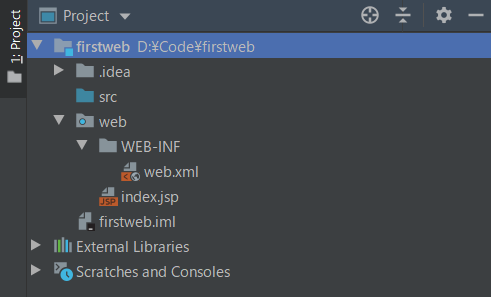 1: Project
Project
firstweb D:¥Code¥firstweb
.idea
src
web
WEB-INF
web.xml
JSP index.jsp
firstweb.iml
External Libraries
Scratches and Consoles